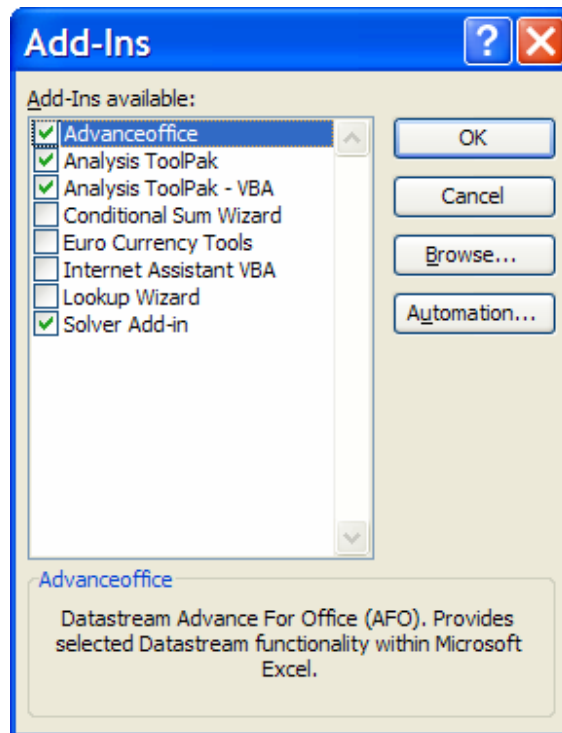 Add-Ins
Add-Ins available:
Advanceoffice
Analysis ToolPak
Analysis ToolPak - VBA
Conditional Sum Wizard
Euro Currency Tools
Internet Assistant VBA
Lookup Wizard
Solver Add-in
OK
Cancel
Browse...
Automation...
Advanceoffice
Datastream Advance For Office (AFO). Provides
selected Datastream functionality within Microsoft
Excel.